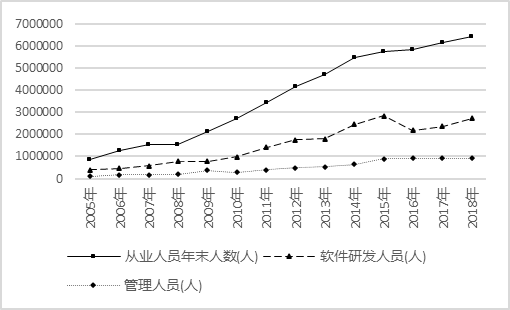 7000000
6000000
5000000
4000000
3000000
2000000
1000000
0
2005年
2006年
2007年
2008年
2009年
2010年
2011年
2012年
2013年
2014年
2015年
2016年
2017年
2018年
从业人员年末人数(人)
软件研发人员(人)
管理人员(人)